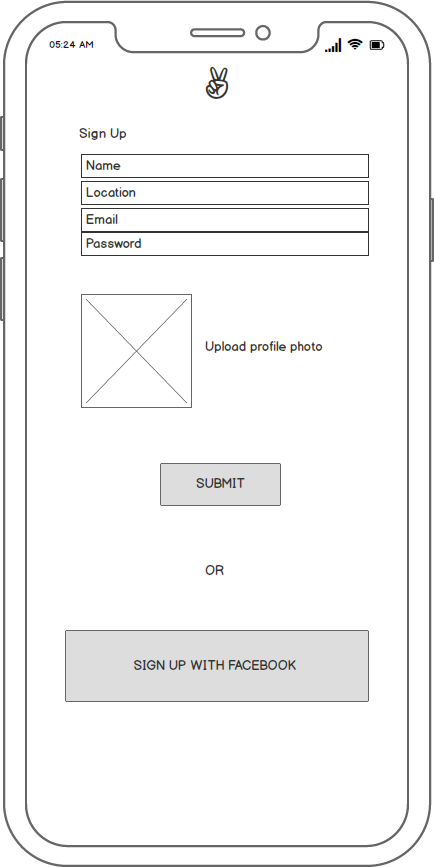 05:24 AM
Sign Up
Name
Location
Email
Password
Upload profile photo
SUBMIT
OR
SIGN UP WITH FACEBOOK